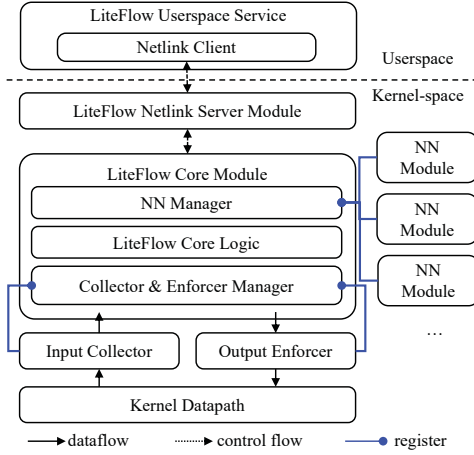 LiteFlow Userspace Service
Netlink Client
Userspace
Kernel-space
LiteFlow Netlink Server Module
LiteFlow Core Module
NN Manager
LiteFlow Core Logic
Collector & Enforcer Manager
NN
Module
NN
Module
NN
Module
...
Input Collector
Output Enforcer
Kernel Datapath
dataflow
control flow
register